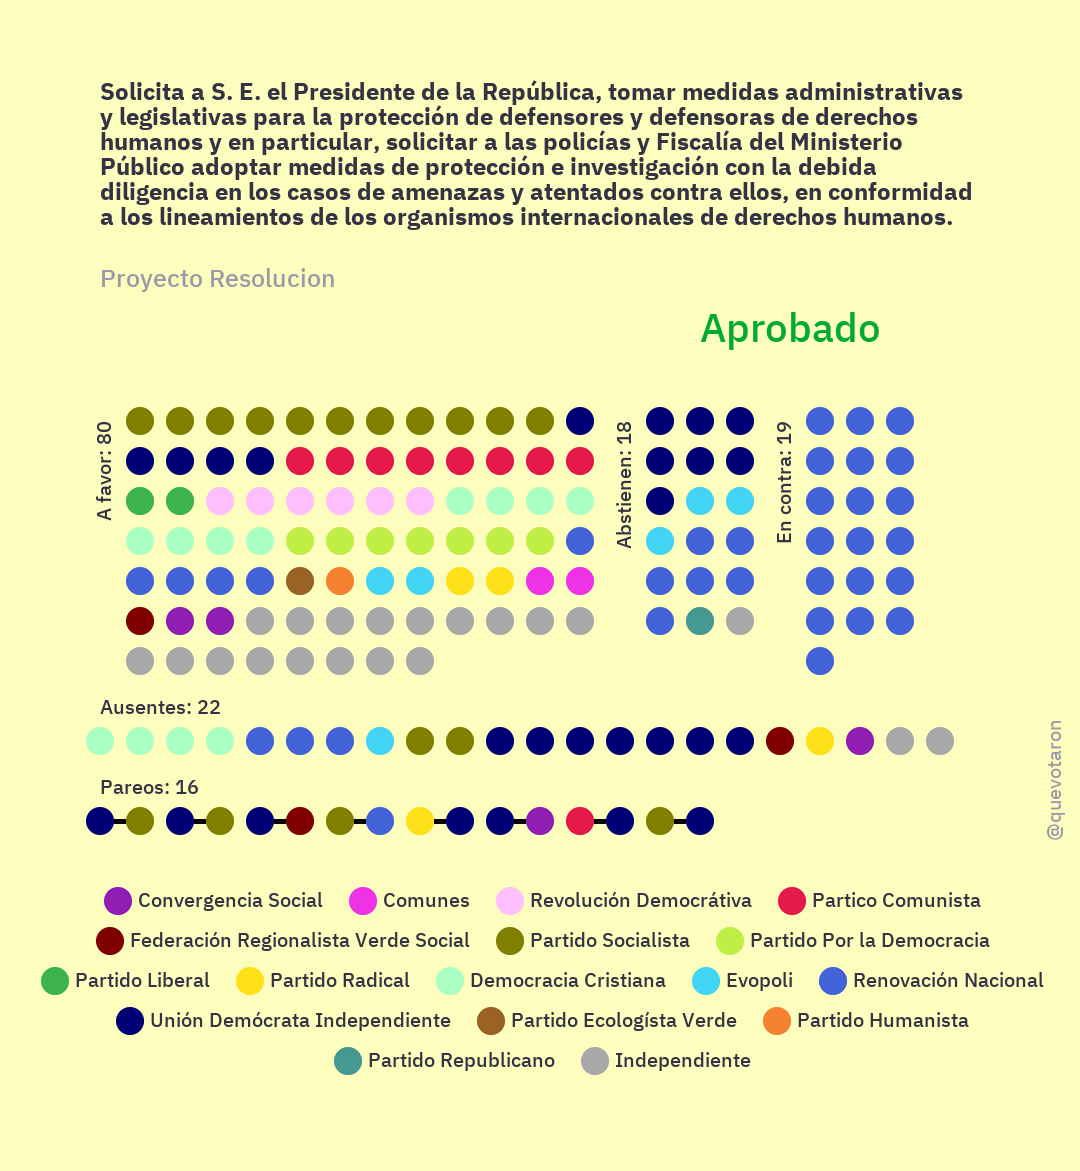 Solicita a S. E. el Presidente de la República, tomar medidas administrativas
y legislativas para la protección de defensores y defensoras de derechos
humanos y en particular, solicitar a las policías y Fiscalía del Ministerio
Público adoptar medidas de protección e investigación con la debida
diligencia en los casos de amenazas y atentados contra ellos, en conformidad
a los lineamientos de los organismos internacionales de derechos humanos.
Proyecto Resolucion
Aprobado
A favor: 80
Abstienen: 18
En contra: 19
Ausentes: 22
Pareos: 16
@quevotaron
Convergencia Social Comunes Revolución Democrátiva Partico Comunista
Federación Regionalista Verde Social Partido Socialista Partido Por la Democracia
Partido Liberal Partido Radical Democracia Cristiana Evopoli Renovación Nacional
Unión Demócrata Independiente Partido Ecologísta Verde Partido Humanista
Partido Republicano Independiente